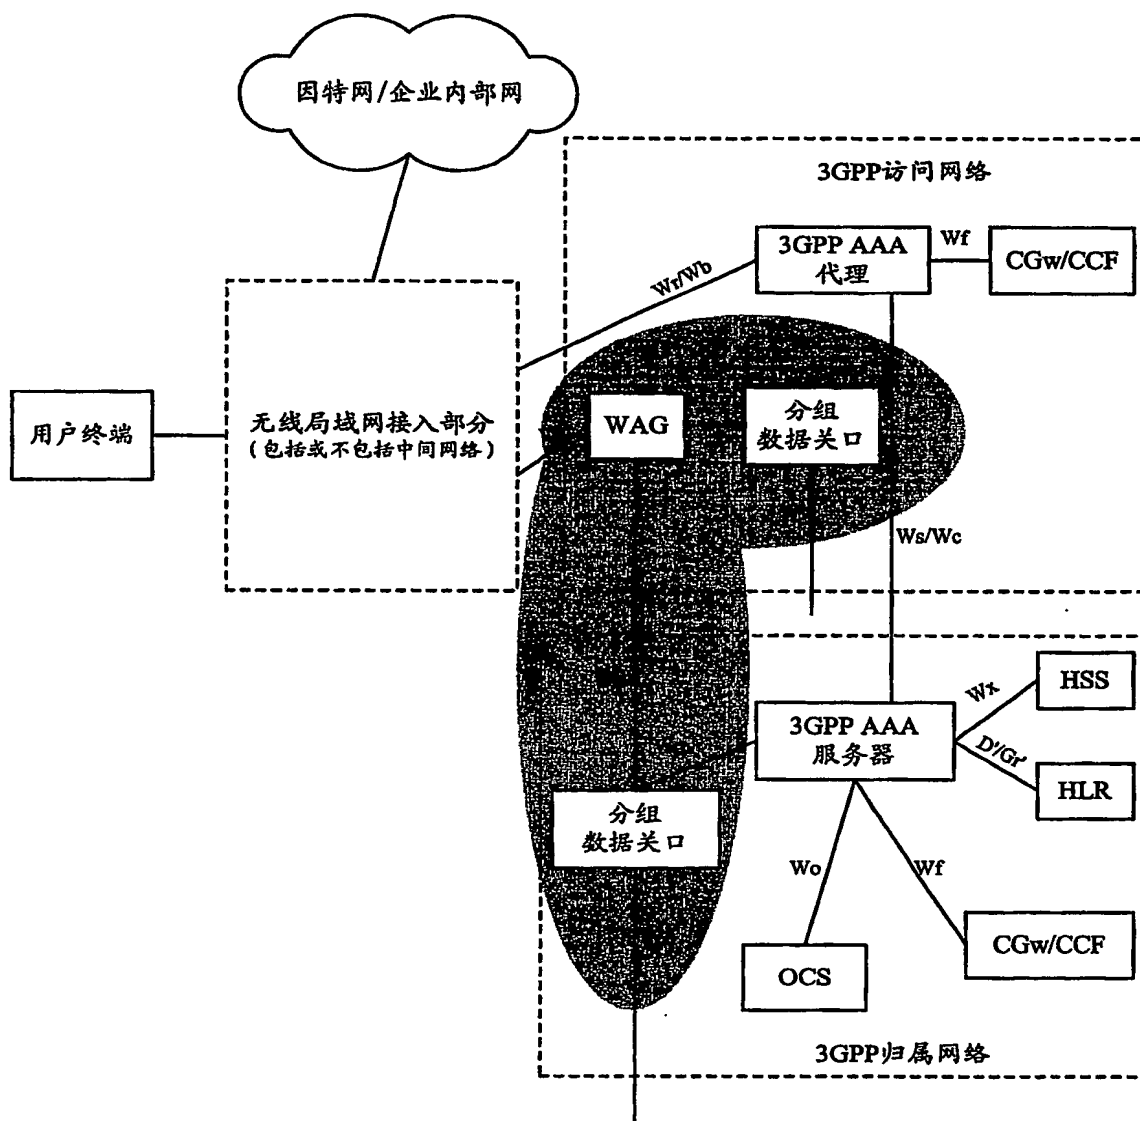 因特网/企业内部网
3GPP访问网络
3GPP AAA
代理
Wf
CGw/CCF
Wr/Wb
无线局域网接入部分
(包括或不包括中间网络)
用户终端
WAG
分组
数据关口
Ws/Wc
HSS
Wx
3GPP AAA
服务器
D'/Gr'
HLR
分组
数据关口
Wo
Wf
CGw/CCF
OCS
3GPP归属网络